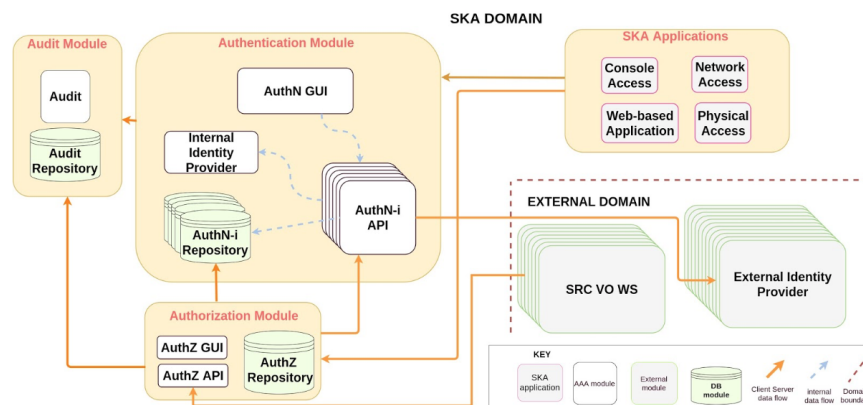 SKA DOMAIN
Audit Module
Audit
Audit
Repository
Authentication Module
AuthN GUI
Internal
Identity
Provider
AuthN-i
API
AuthN-i
Repository
SKA Applications
Console
Access
Network
Access
Web-based
Application
Physical
Access
EXTERNAL DOMAIN
SRC VO WS
External Identity
Provider
Authorization Module
AuthZ GUI
AuthZ API
AuthZ
Repository
KEY
SKA
application
AAA module
External
module
DB
module
Client Server
data flow
internal
data flow
Doma
bounda